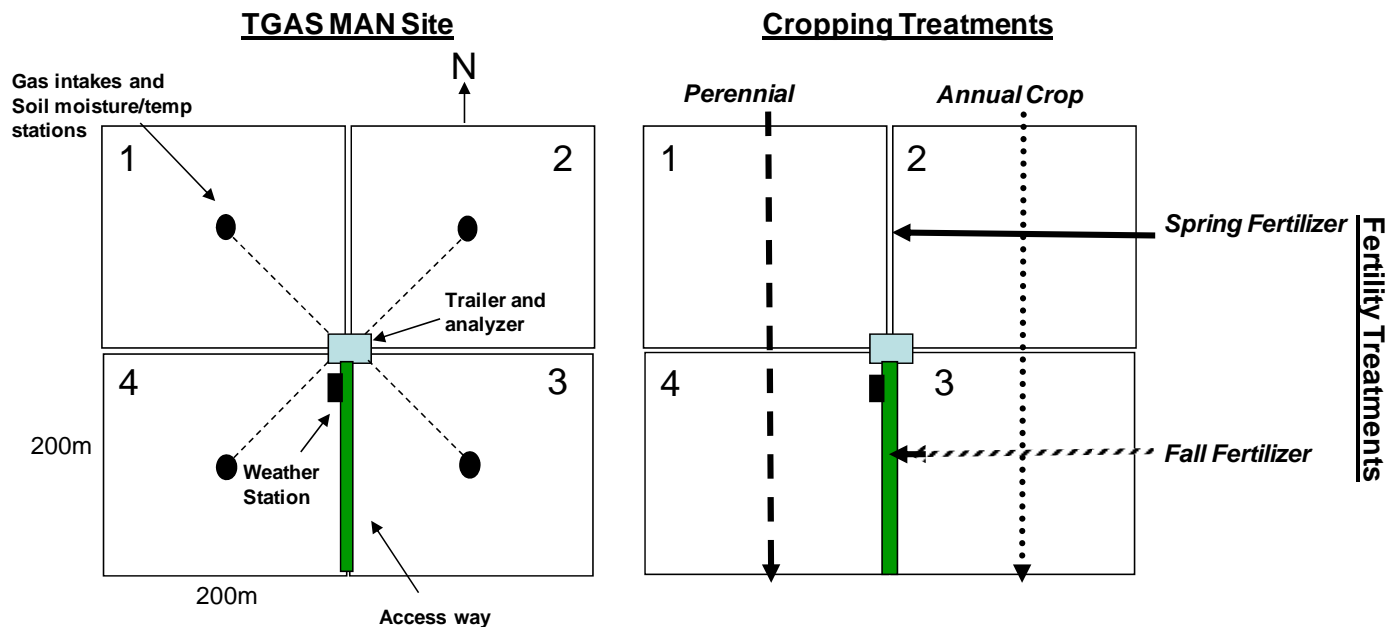 TGAS MAN Site
Cropping Treatments
Gas intakes and
Soil moisture/temp
stations
N
Perennial
Annual Crop
1
2
1
2
Spring Fertilizer
Trailer and
analyzer
4
3
4
3
200m
Weather
Station
Fall Fertilizer
Fertility Treatments
200m
Access way